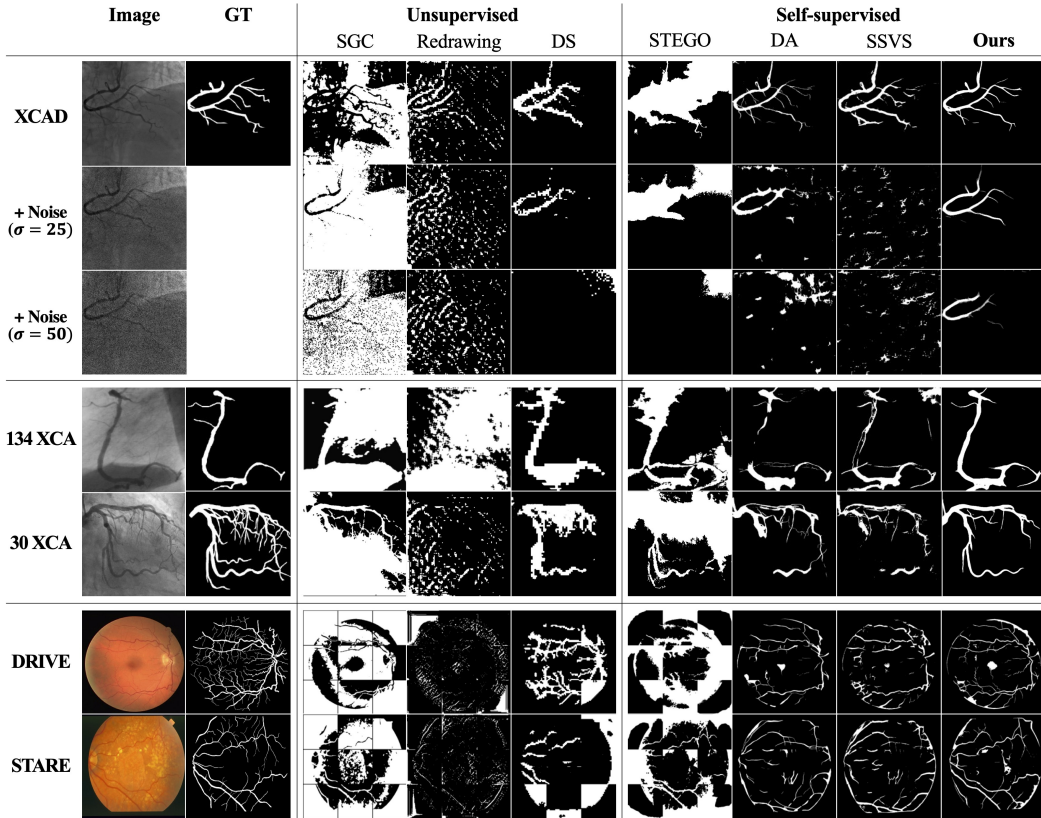 Image GT Unsupervised Self-supervised
SGC Redrawing DS STEGO DA SSVS Ours
XCAD
+ Noise
(σ = 25)
+ Noise
(σ = 50)
134 XCA
30 XCA
DRIVE
STARE